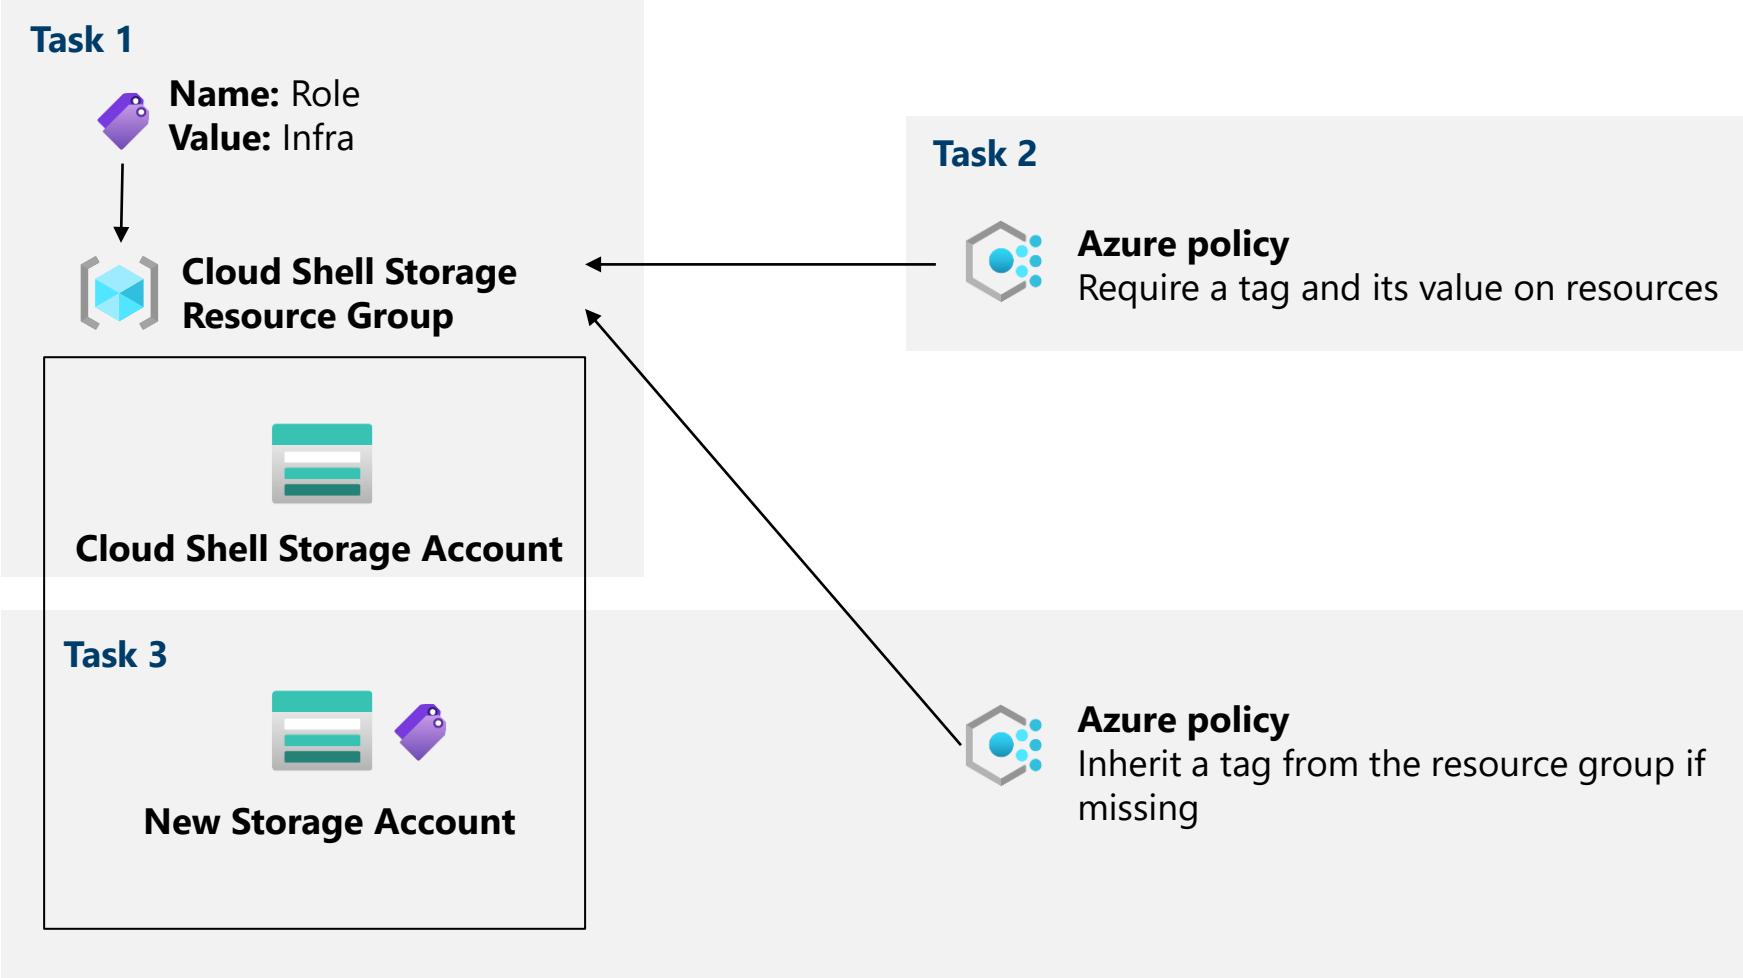 Task 1
Name: Role
Value: Infra
Cloud Shell Storage
Resource Group
Cloud Shell Storage Account
Task 2
Azure policy
Require a tag and its value on resources
Task 3
New Storage Account
Azure policy
Inherit a tag from the resource group if
missing